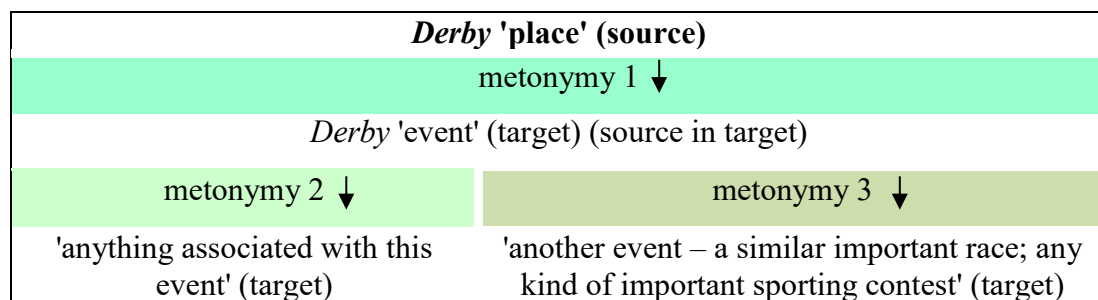 Derby 'place' (source)
metonymy 1 ↓
Derby 'event' (target) (source in target)
metonymy 2 ↓
metonymy 3 ↓
'anything associated with this
event' (target)
'another event – a similar important race; any
kind of important sporting contest' (target)